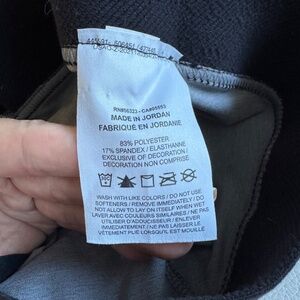 RN#56323 - CA#05553
MADE IN JORDAN
FABRIQUÉ EN JORDANIE
83% POLYESTER
17% SPANDEX / ELASTHANNE
EXCLUSIVE OF DECORATION /
DECORATION NON COMPRISE
WASH WITH LIKE COLORS / DO NOT USE
SOFTENERS / REMOVE IMMEDIATELY / DO
NOT ALLOW TO LAY ON ITSELF WHEN WET
LAVER AVEC COULEURS SIMILAIRES / NE PAS
UTILISER D'ADOUCISSEUR / ENLEVER
IMMÉDIATEMENT / NE PAS LAISSER LE
VÊTEMENT PLIÉ LORSQU'IL EST MOUILLÉ